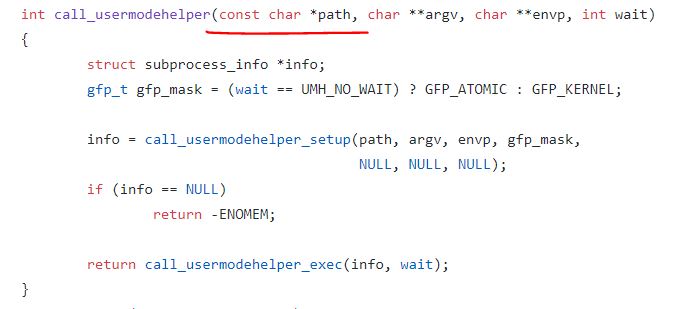 int call_usermodehelper(const char *path, char **argv, char **envp, int wait)
{
struct subprocess_info *info;
gfp_t gfp_mask = (wait == UMH_NO_WAIT) ? GFP_ATOMIC : GFP_KERNEL;
info = call_usermodehelper_setup(path, argv, envp, gfp_mask,
NULL, NULL, NULL);
if (info == NULL)
return -ENOMEM;
return call_usermodehelper_exec(info, wait);
}